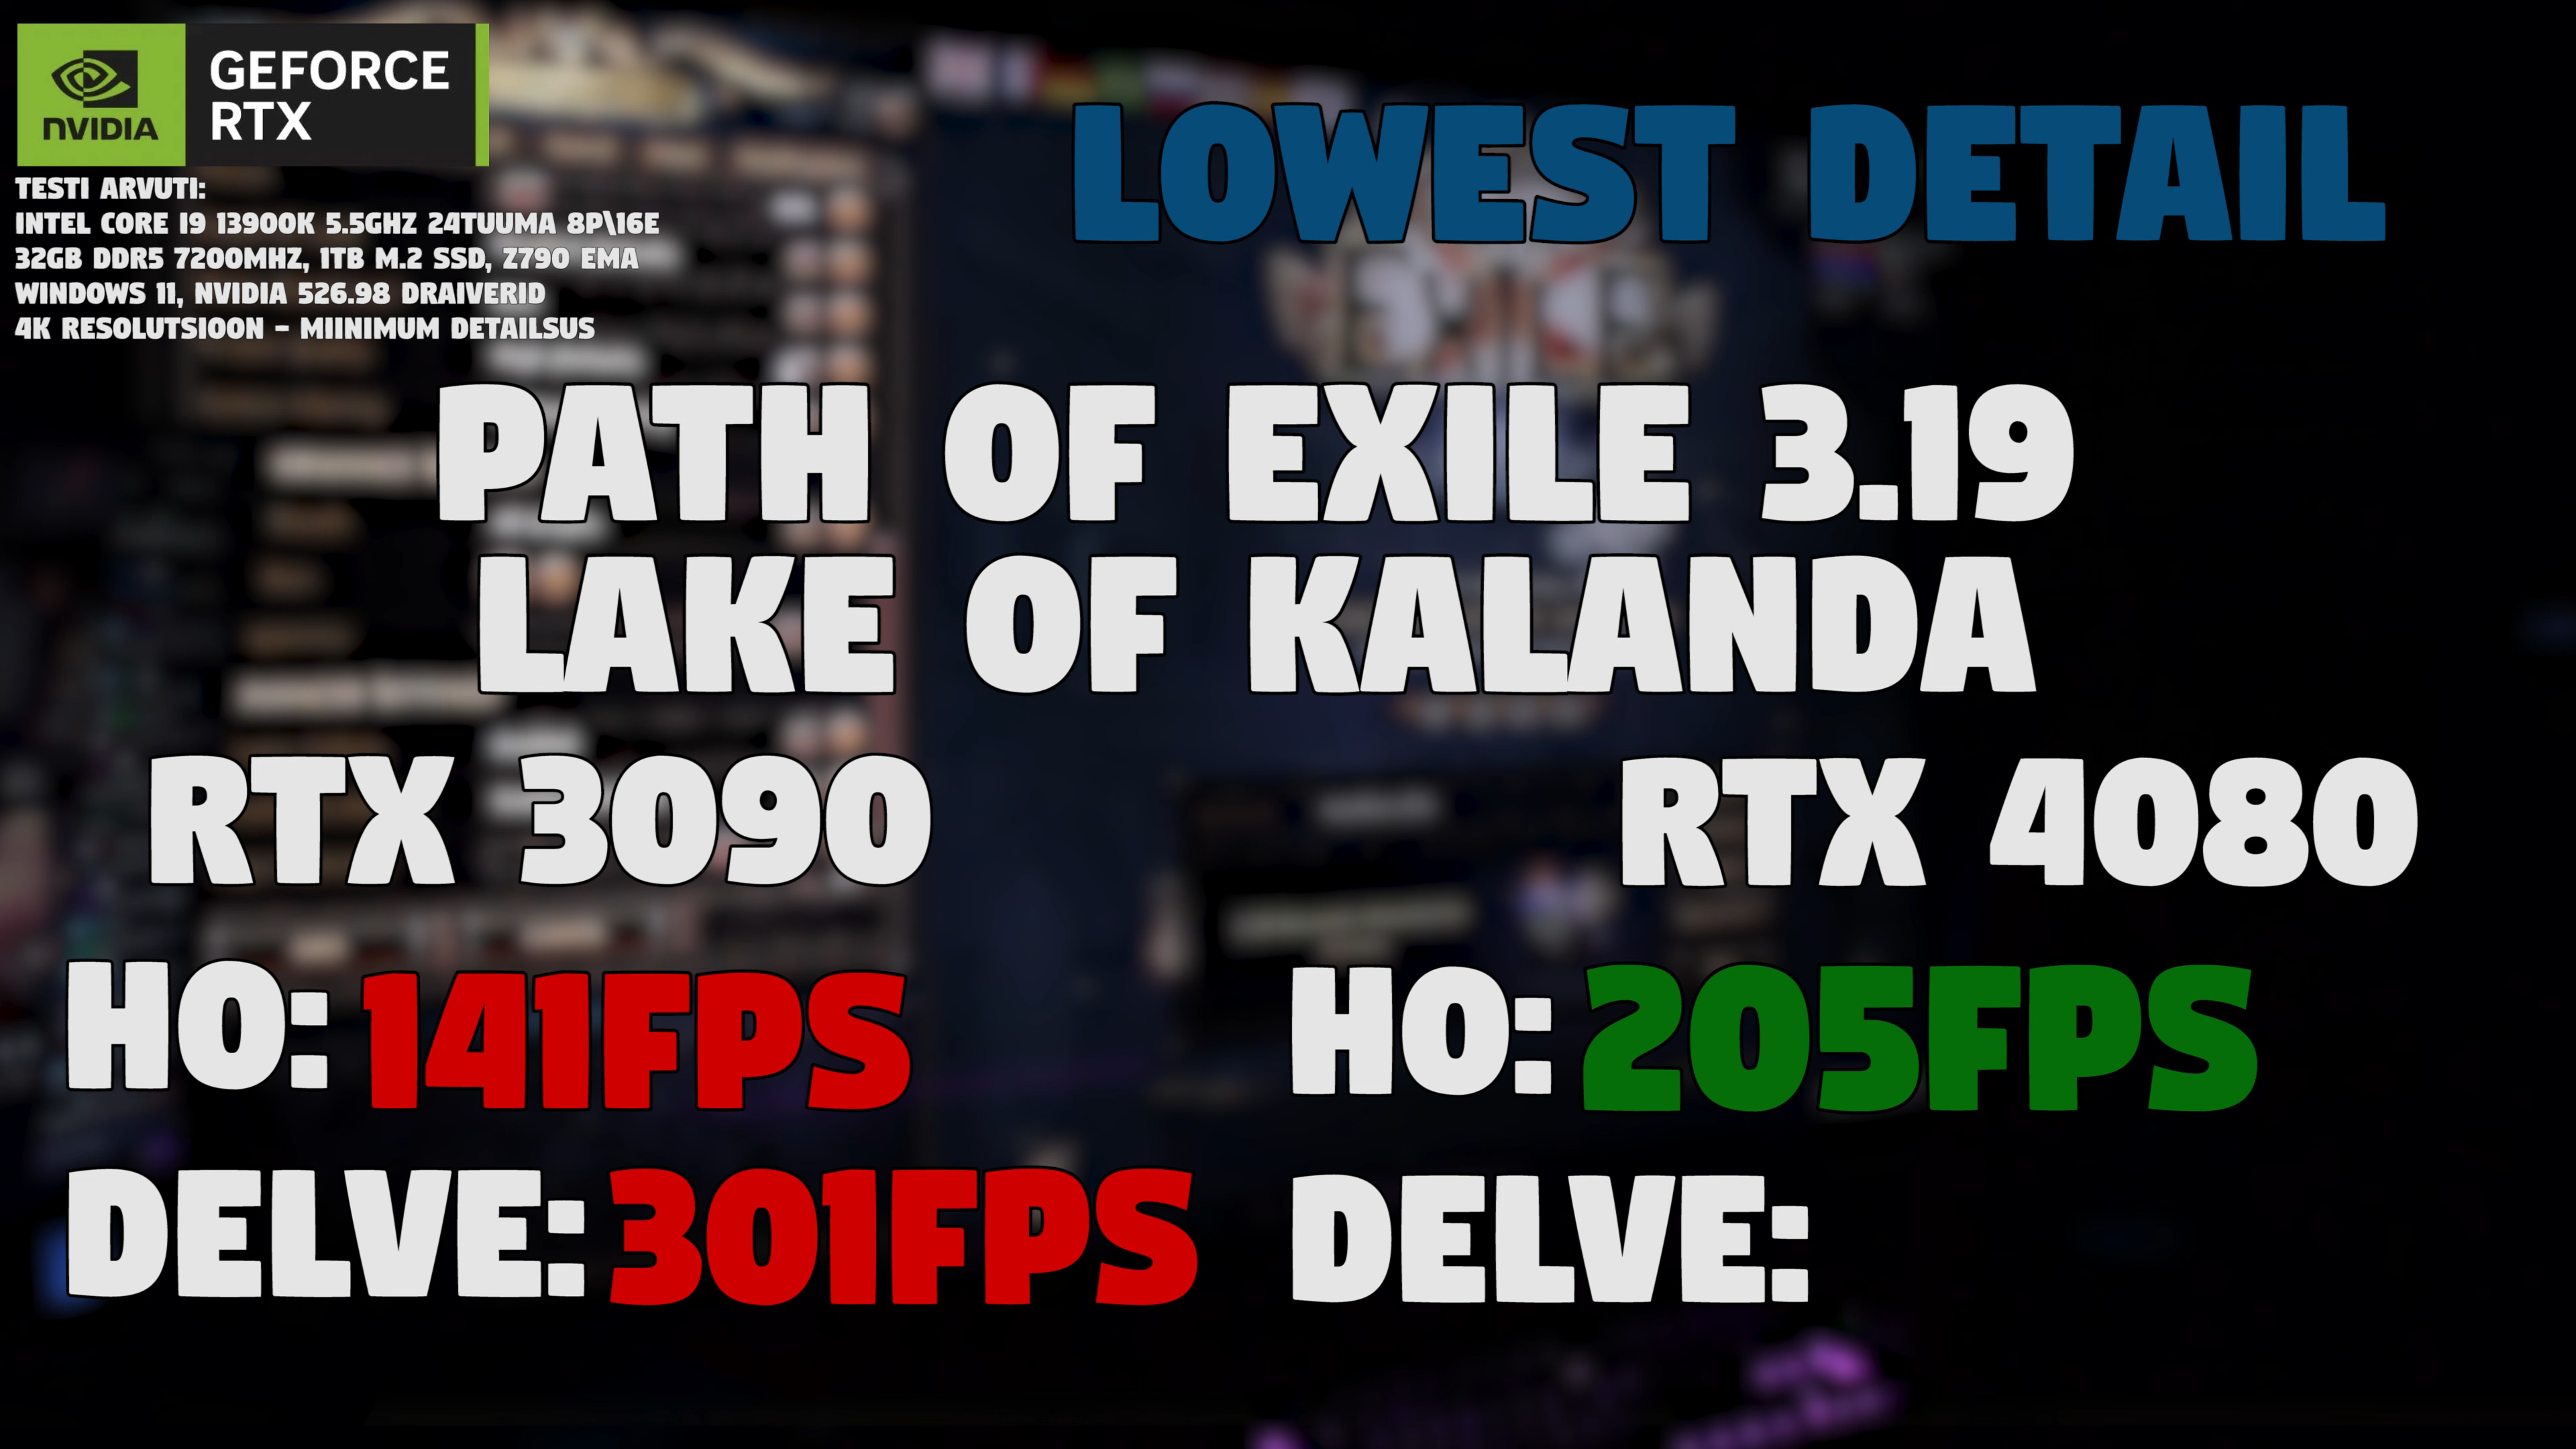 NVIDIA
GEFORCE
RTX
TESTI ARVUTI:
INTEL CORE I9 13900K 5.5GHZ 24TUUMA 8P\16E
32GB DDR5 7200MHZ, 1TB M.2 SSD, Z790 EMA
WINDOWS 11, NVIDIA 526.98 DRAIVERID
4K RESOLUTSIOON - MIINIMUM DETAILSUS
LOWEST DETAIL
PATH OF EXILE 3.19
LAKE OF KALANDA
RTX 3090
HO: 141FPS
DELVE: 301FPS
RTX 4080
HO: 205FPS
DELVE: